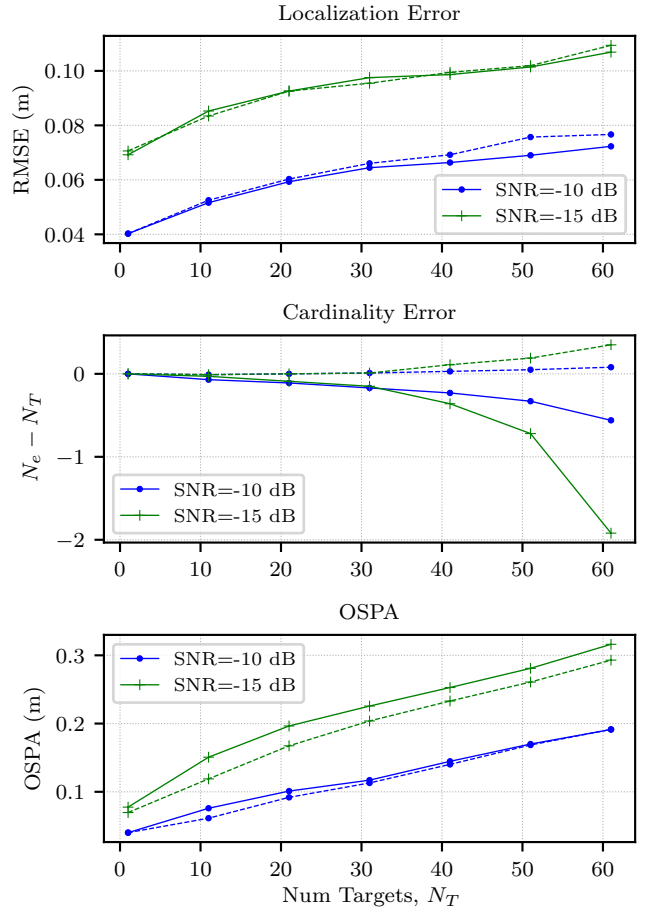 Localization Error
RMSE (m)
0.10
0.08
0.06
0.04
SNR=-10 dB
SNR=-15 dB
0 10 20 30 40 50 60
Cardinality Error
N_e − N_T
0
−1
−2
SNR=-10 dB
SNR=-15 dB
0 10 20 30 40 50 60
OSPA
OSPA (m)
0.3
0.2
0.1
SNR=-10 dB
SNR=-15 dB
0 10 20 30 40 50 60
Num Targets, N_T